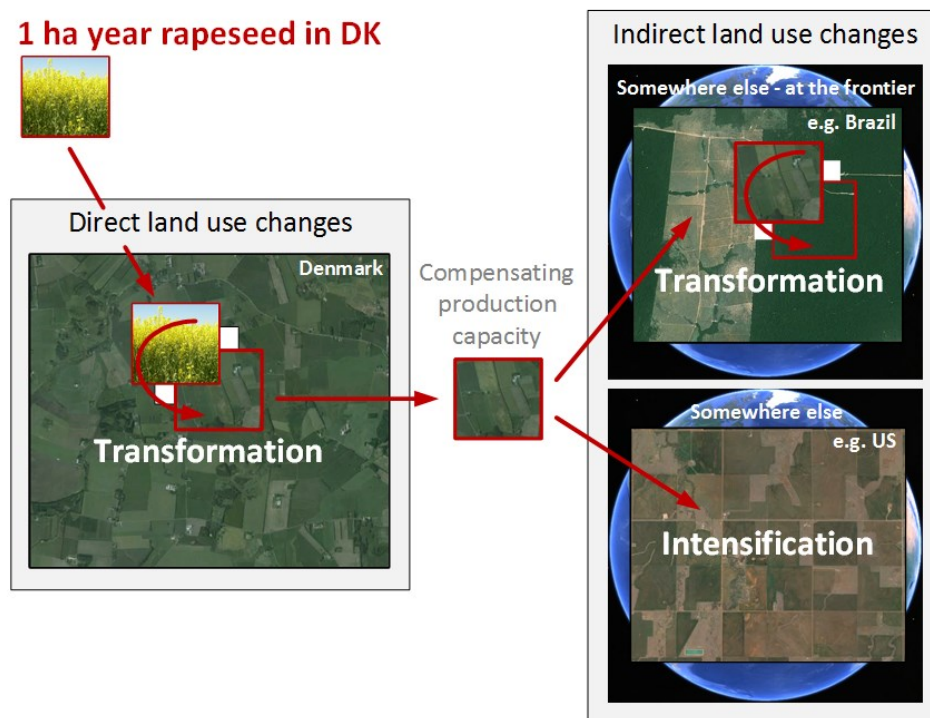 1 ha year rapeseed in DK
Direct land use changes
Denmark
Transformation
Compensating
production
capacity
Indirect land use changes
Somewhere else - at the frontier
e.g. Brazil
Transformation
Somewhere else
e.g. US
Intensification